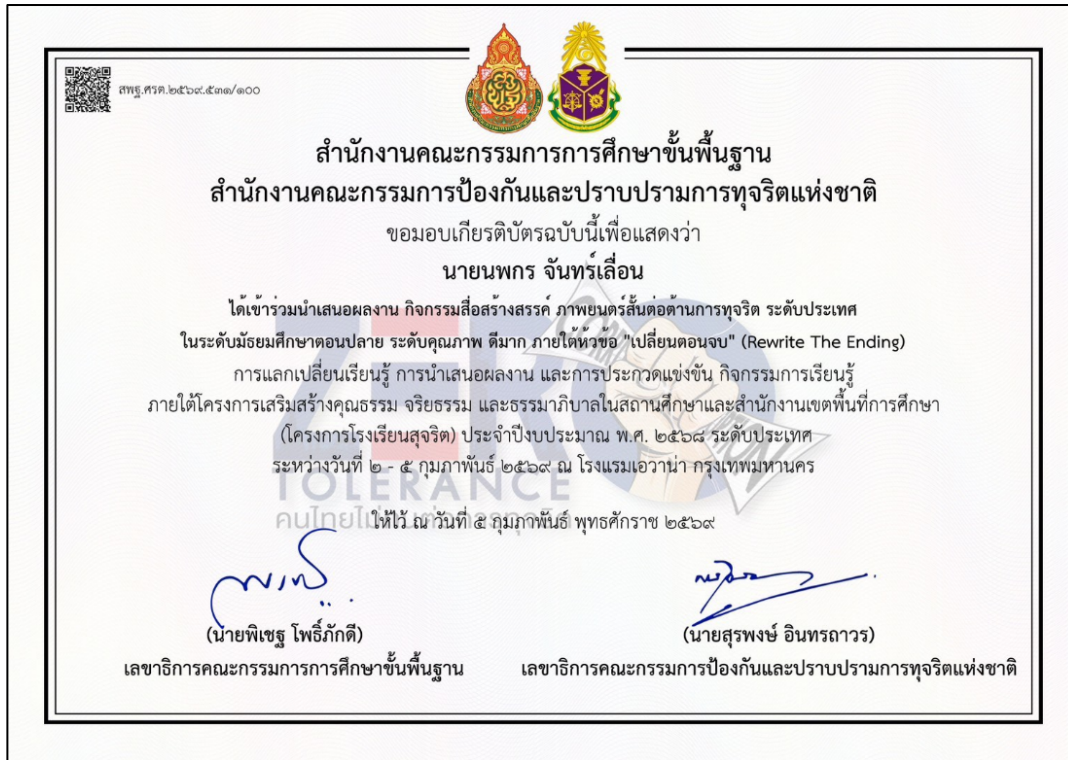 สพฐ.ศรต.๒๕๖๙.๕๓๑/๑๐๐
สำนักงานคณะกรรมการการศึกษาขั้นพื้นฐาน
สำนักงานคณะกรรมการป้องกันและปราบปรามการทุจริตแห่งชาติ
ขอมอบเกียรติบัตรฉบับนี้เพื่อแสดงว่า
นายนพกร จันทร์เลื่อน
ได้เข้าร่วมนำเสนอผลงาน กิจกรรมสื่อสร้างสรรค์ ภาพยนตร์สั้นต่อต้านการทุจริต ระดับประเทศ
ในระดับมัธยมศึกษาตอนปลาย ระดับคุณภาพ ดีมาก ภายใต้หัวข้อ "เปลี่ยนตอนจบ" (Rewrite The Ending)
การแลกเปลี่ยนเรียนรู้ การนำเสนอผลงาน และการประกวดแข่งขัน กิจกรรมการเรียนรู้
ภายใต้โครงการเสริมสร้างคุณธรรม จริยธรรม และธรรมาภิบาลในสถานศึกษาและสำนักงานเขตพื้นที่การศึกษา
(โครงการโรงเรียนสุจริต) ประจำปีงบประมาณ พ.ศ. ๒๕๖๘ ระดับประเทศ
ระหว่างวันที่ ๒ - ๕ กุมภาพันธ์ ๒๕๖๙ ณ โรงแรมเอวาน่า กรุงเทพมหานคร
ZERO
TOLERANCE
ให้ไว้ ณ วันที่ ๕ กุมภาพันธ์ พุทธศักราช ๒๕๖๙
(นายพิเชฐ โพธิ์ภักดี)
(นายสุรพงษ์ อินทรถาวร)
เลขาธิการคณะกรรมการการศึกษาขั้นพื้นฐาน
เลขาธิการคณะกรรมการป้องกันและปราบปรามการทุจริตแห่งชาติ